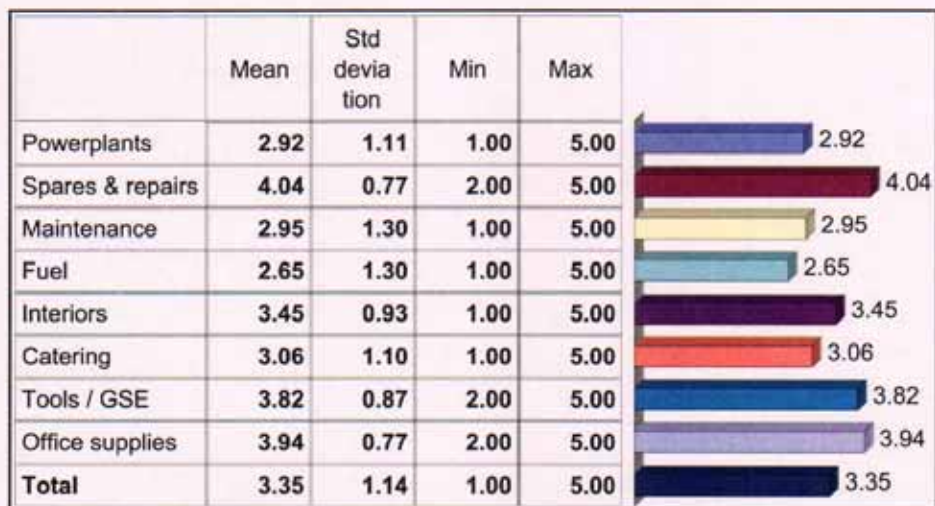 Mean Std deviation Min Max
Powerplants 2.92 1.11 1.00 5.00 2.92
Spares & repairs 4.04 0.77 2.00 5.00 4.04
Maintenance 2.95 1.30 1.00 5.00 2.95
Fuel 2.65 1.30 1.00 5.00 2.65
Interiors 3.45 0.93 1.00 5.00 3.45
Catering 3.06 1.10 1.00 5.00 3.06
Tools / GSE 3.82 0.87 2.00 5.00 3.82
Office supplies 3.94 0.77 2.00 5.00 3.94
Total 3.35 1.14 1.00 5.00 3.35